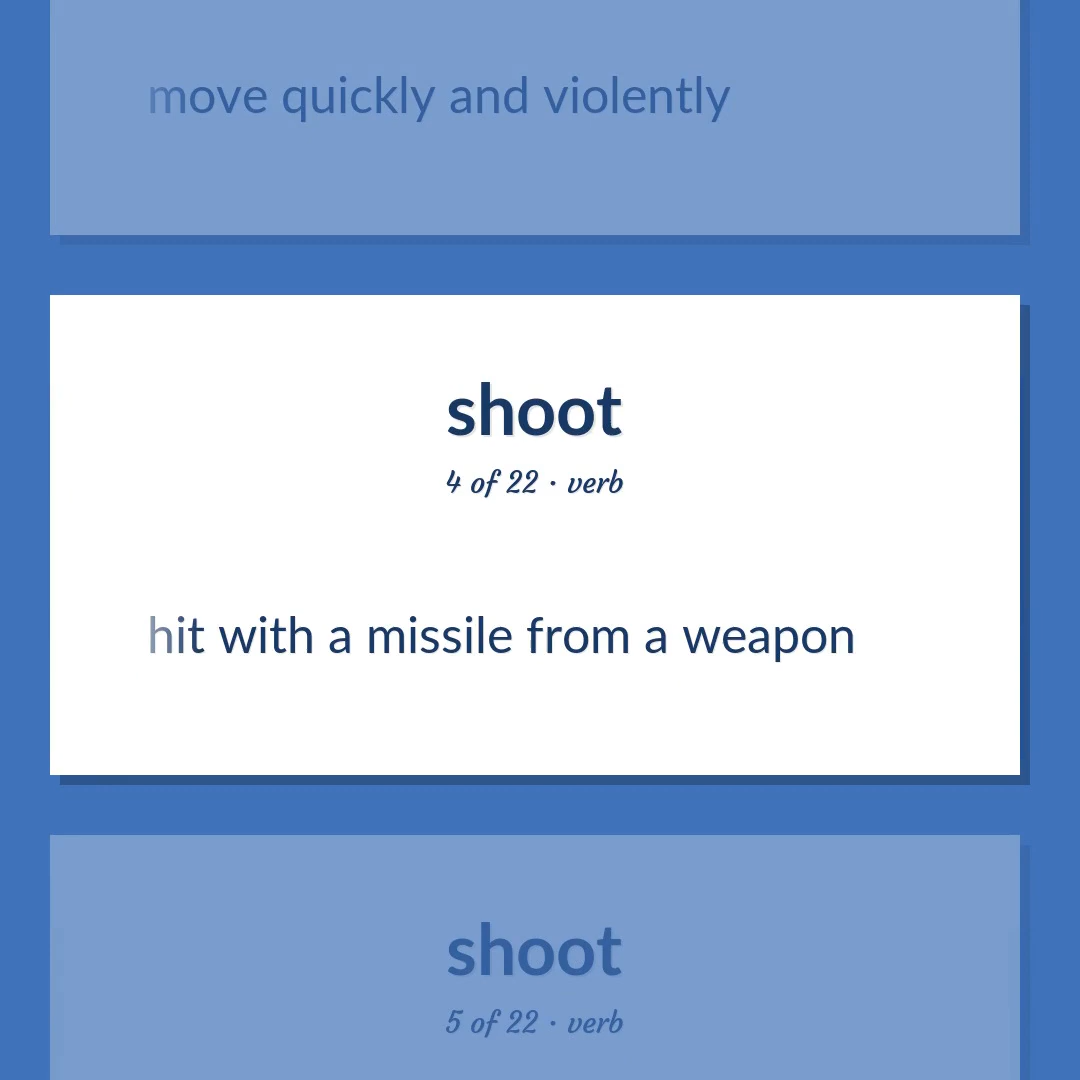 move quickly and violently
shoot
4 of 22 · verb
hit with a missile from a weapon
shoot
5 of 22 · verb